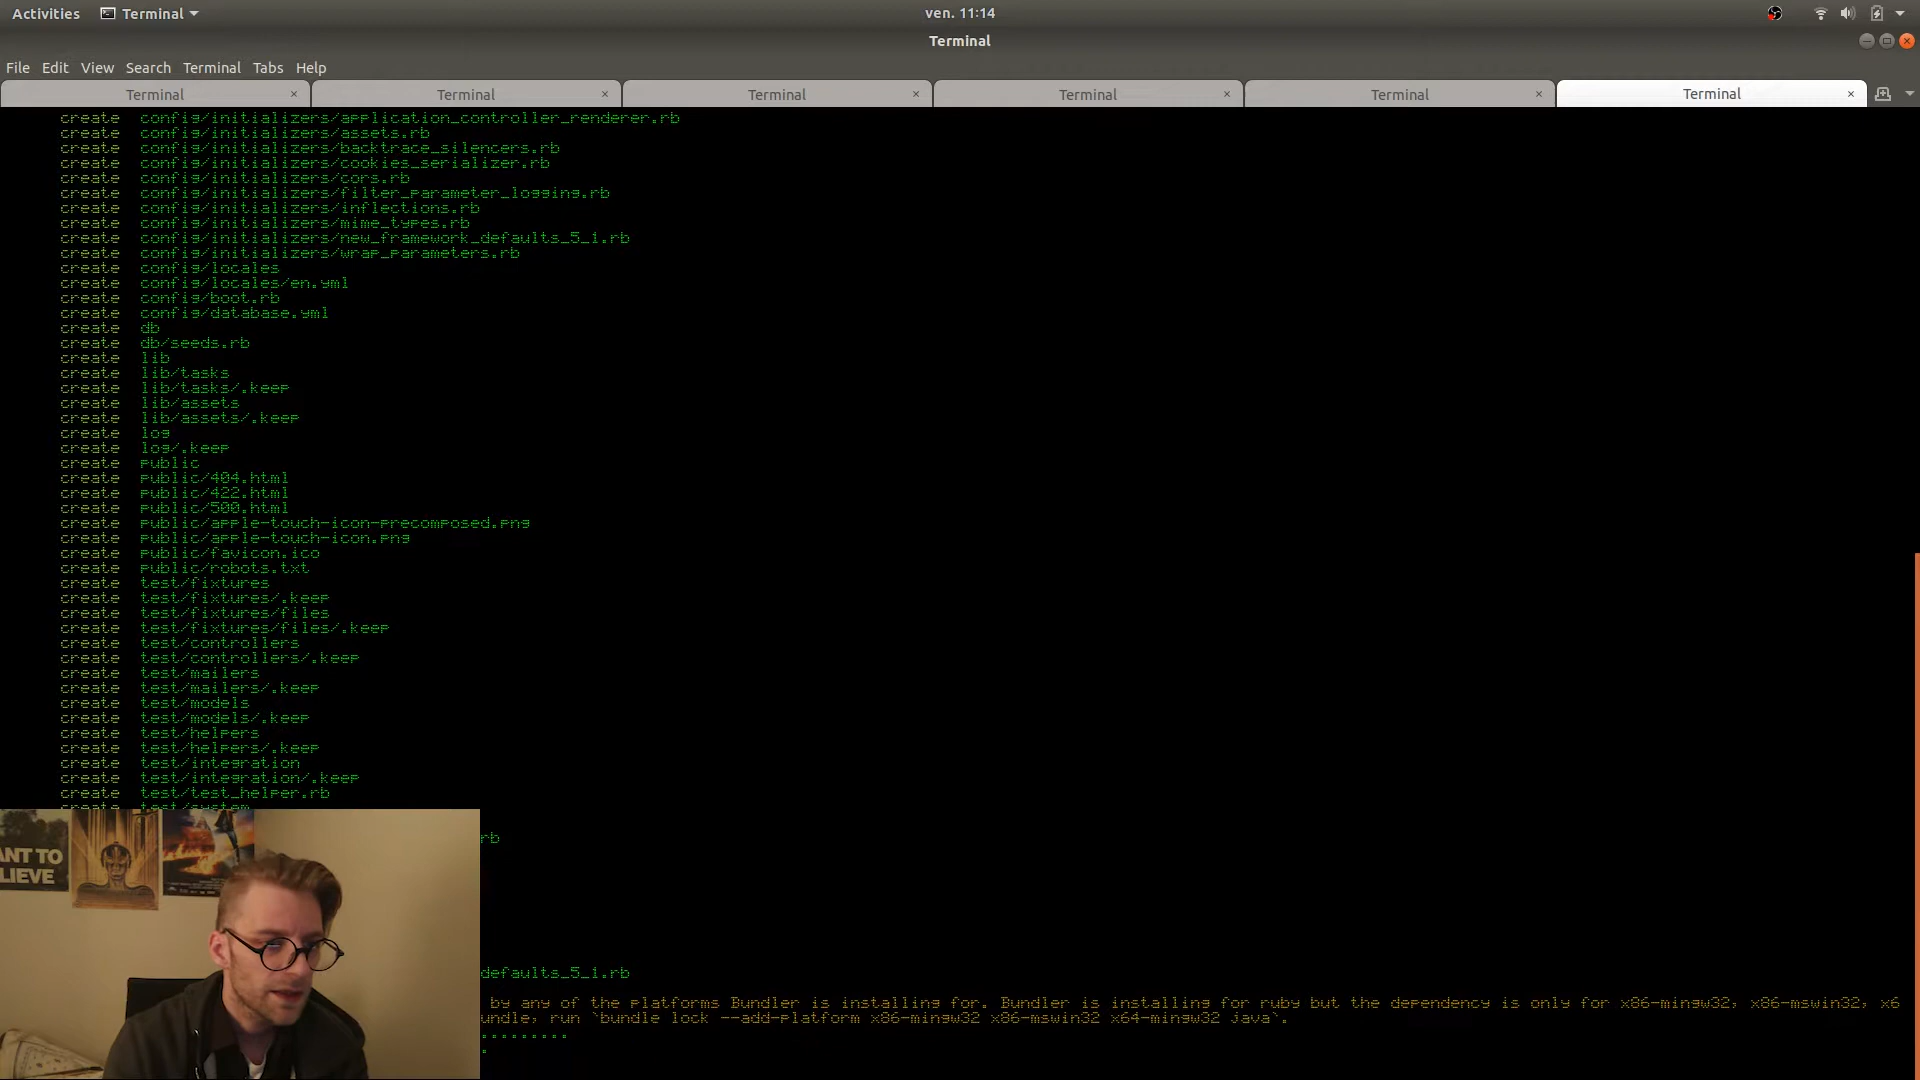 Activities Terminal ven. 11:14
Terminal
File Edit View Search Terminal Tabs Help
Terminal × Terminal × Terminal × Terminal × Terminal × Terminal ×
create config/initializers/application_controller_renderer.rb
create config/initializers/assets.rb
create config/initializers/backtrace_silencers.rb
create config/initializers/cookies_serializer.rb
create config/initializers/cors.rb
create config/initializers/filter_parameter_logging.rb
create config/initializers/inflections.rb
create config/initializers/mime_types.rb
create config/initializers/new_framework_defaults_5_1.rb
create config/initializers/wrap_parameters.rb
create config/locales
create config/locales/en.yml
create config/boot.rb
create config/database.yml
create db
create db/seeds.rb
create lib
create lib/tasks
create lib/tasks/.keep
create lib/assets
create lib/assets/.keep
create log
create log/.keep
create public
create public/404.html
create public/422.html
create public/500.html
create public/apple-touch-icon-precomposed.png
create public/apple-touch-icon.png
create public/favicon.ico
create public/robots.txt
create test/fixtures
create test/fixtures/.keep
create test/fixtures/files
create test/fixtures/files/.keep
create test/controllers
create test/controllers/.keep
create test/mailers
create test/mailers/.keep
create test/models
create test/models/.keep
create test/helpers
create test/helpers/.keep
create test/integration
create test/integration/.keep
create test/test_helper.rb
create test/system
rb
defaults_5_1.rb
by any of the platforms Bundler is installing for. Bundler is installing for ruby but the dependency is only for x86-mingw32, x86-mswin32, x6
undle, run `bundle lock --add-platform x86-mingw32 x86-mswin32 x64-mingw32 java`.
.........
.
ANT TO
LIEVE